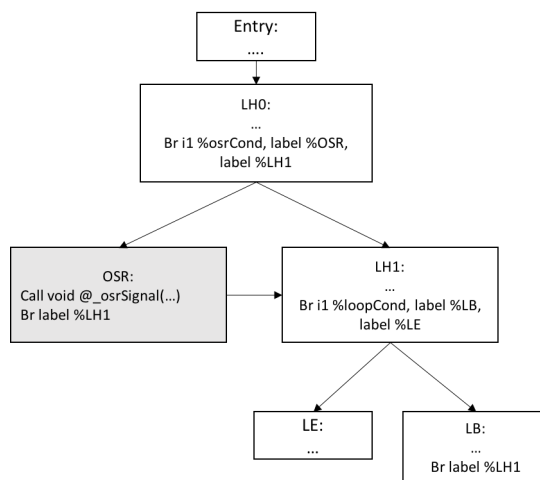 Entry:
....
LH0:
...
Br i1 %osrCond, label %OSR,
label %LH1
OSR:
Call void @_osrSignal(...)
Br label %LH1
LH1:
...
Br i1 %loopCond, label %LB,
label %LE
LE:
...
LB:
...
Br label %LH1